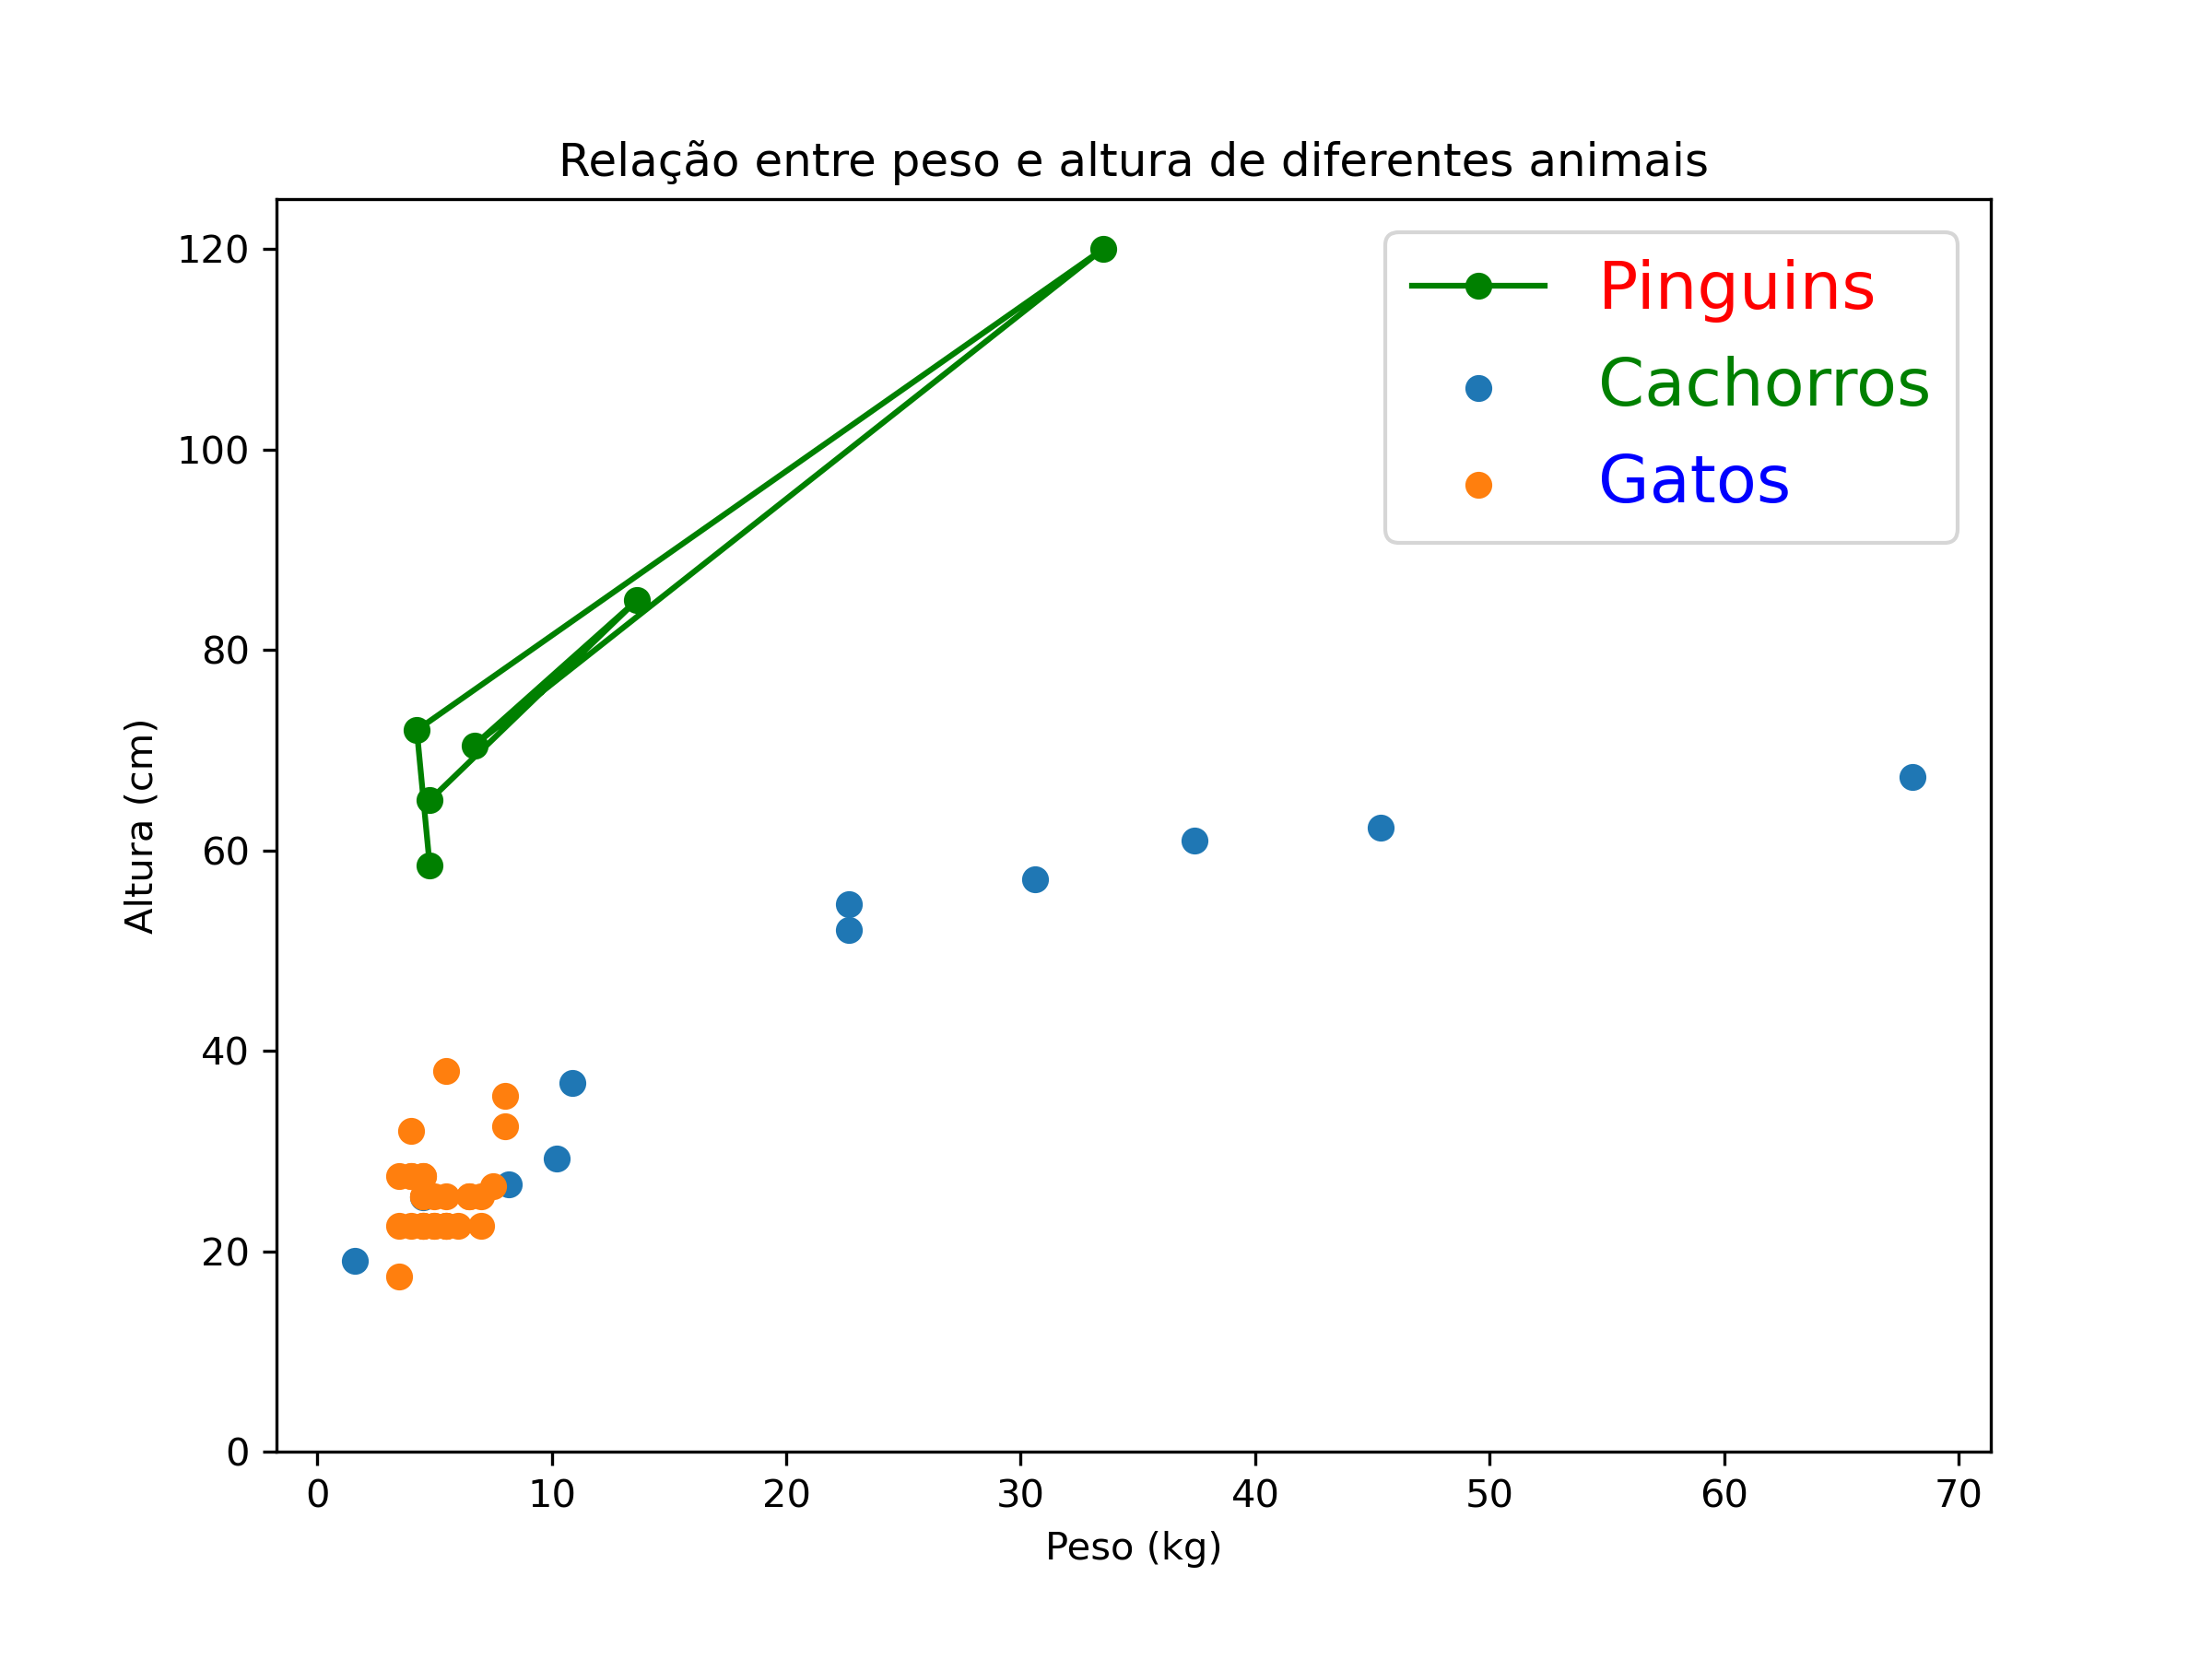 Relação entre peso e altura de diferentes animais
120
100
80
60
40
20
0
Altura (cm)
Pinguins
Cachorros
Gatos
0 10 20 30 40 50 60 70
Peso (kg)